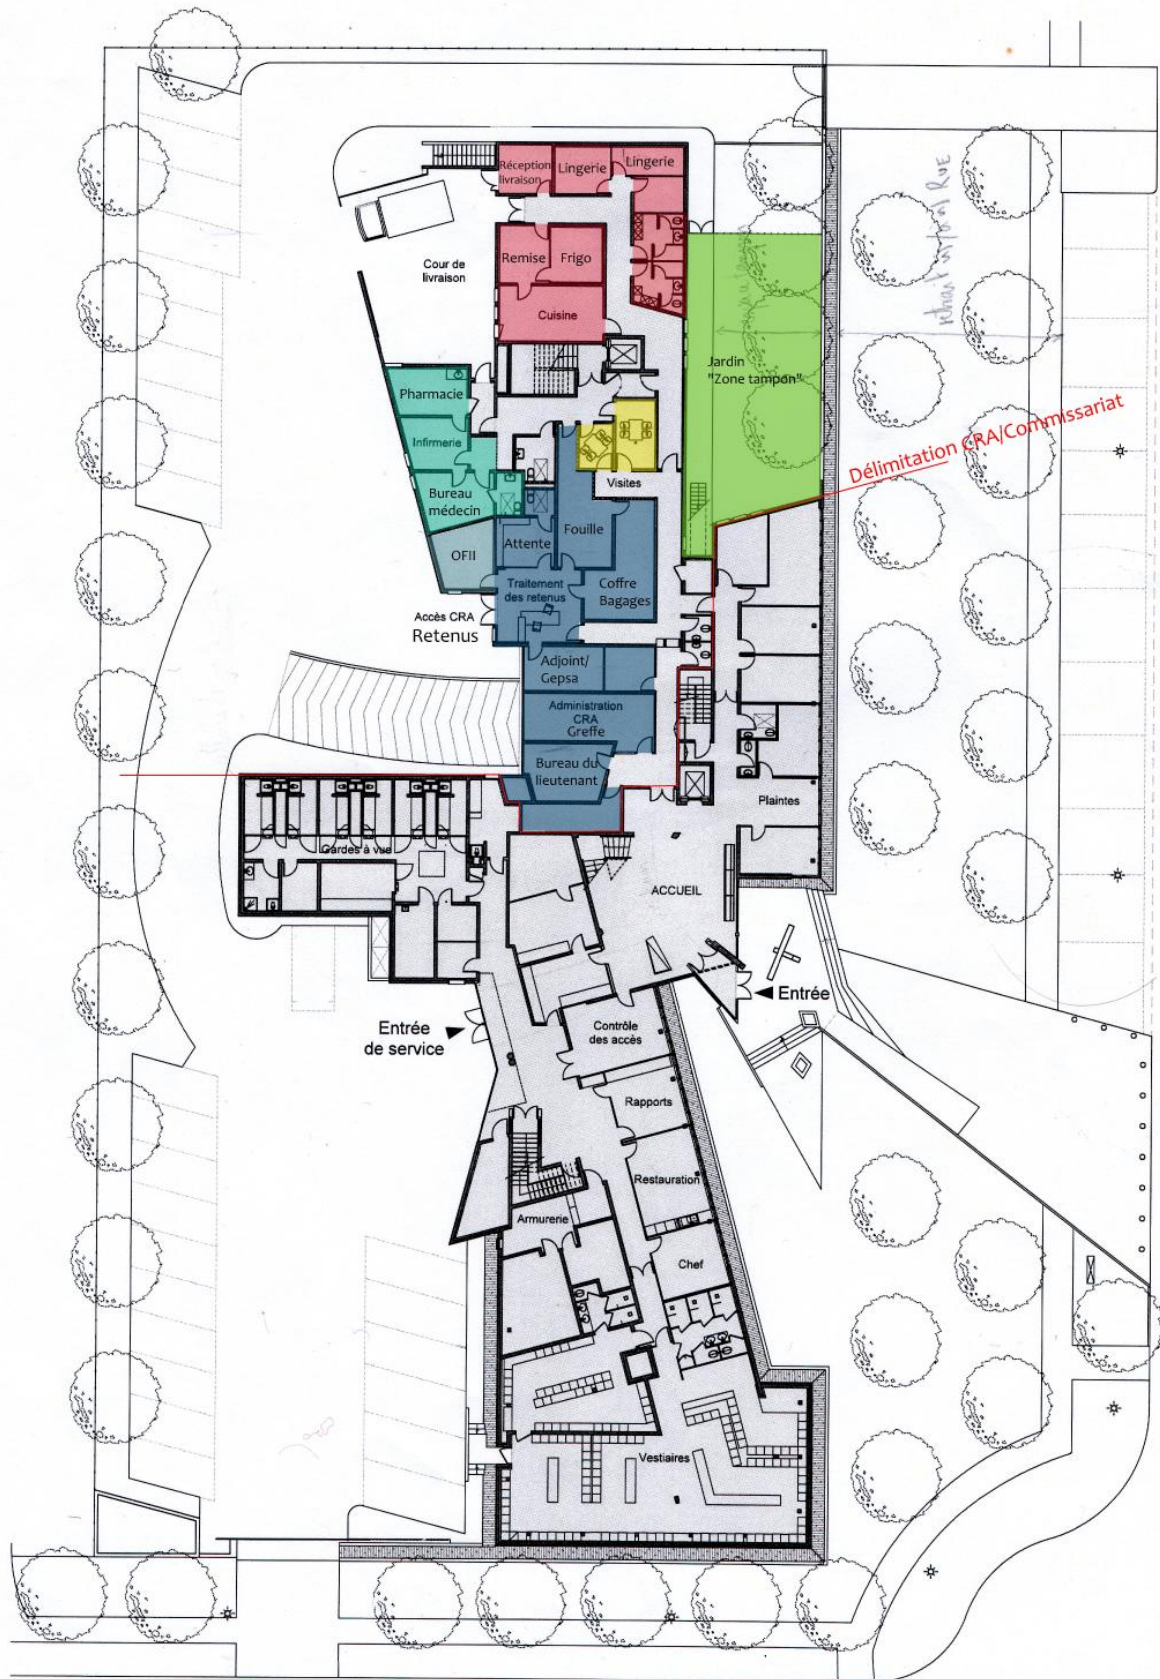 Réception
livraison
Lingerie
Lingerie
Remise
Frigo
Cour de
livraison
Cuisine
Jardin
"Zone tampon"
Pharmacie
Délimitation CRA/Commissariat
Infirmerie
Visites
Bureau
médecin
Fouille
Attente
OFII
Traitement
des retenus
Coffre
Bagages
Accès CRA
Retenus
Adjoint/
Gepsa
Administration
CRA
Greffe
Bureau du
lieutenant
Plaintes
Gardes à vue
ACCUEIL
Entrée
Entrée
de service
Contrôle
des accès
Rapports
Restauration
Armurerie
Chef
Vestiaires